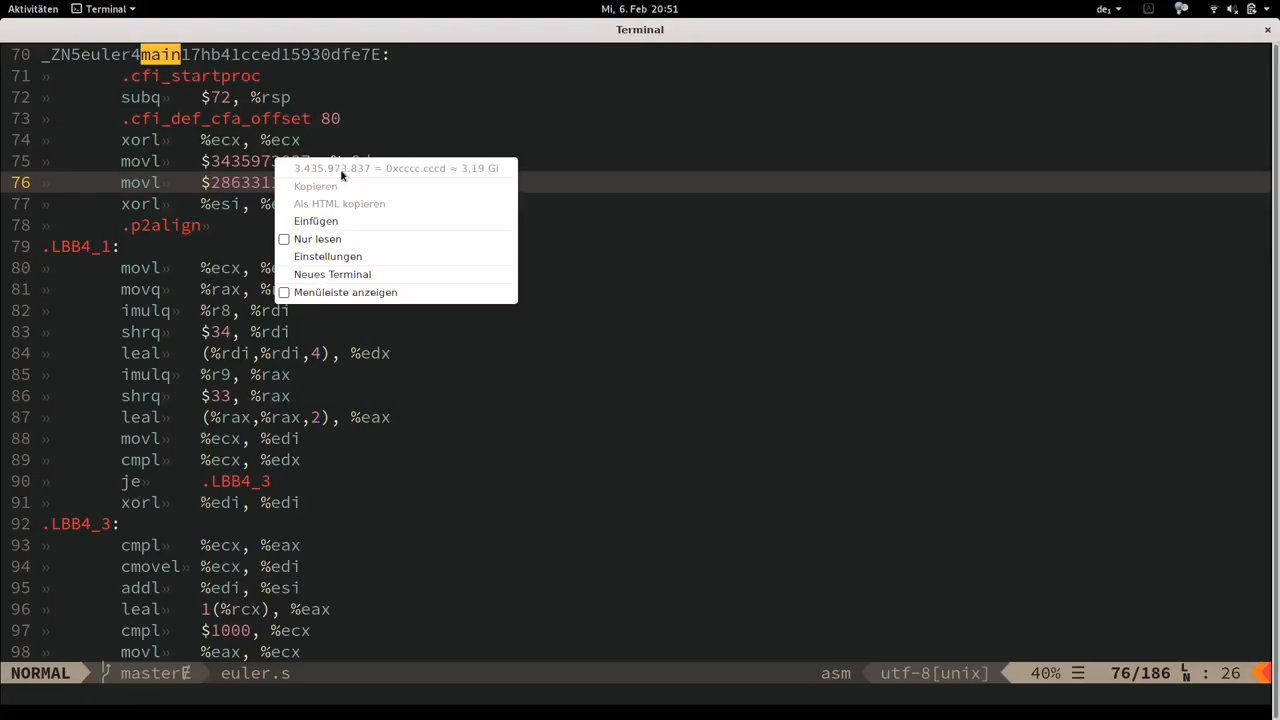 Aktivitäten Terminal Mi, 6. Feb 20:51 de₁
Terminal
70 _ZN5euler4main17hb41cced15930dfe7E:
71 » .cfi_startproc
72 » subq» $72, %rsp
73 » .cfi_def_cfa_offset 80
74 » xorl» %ecx, %ecx
75 » movl» $3435973
3.435.973.837 = 0xcccc.cccd ≈ 3,19 Gi
76 » movl» $286331
Kopieren
77 » xorl» %esi,
Als HTML kopieren
78 » .p2align»
Einfügen
79 .LBB4_1:
Nur lesen
80 » movl» %ecx,
Einstellungen
81 » movq» %rax,
Neues Terminal
Menüleiste anzeigen
82 » imulq» %r8, %rdi
83 » shrq» $34, %rdi
84 » leal» (%rdi,%rdi,4), %edx
85 » imulq» %r9, %rax
86 » shrq» $33, %rax
87 » leal» (%rax,%rax,2), %eax
88 » movl» %ecx, %edi
89 » cmpl» %ecx, %edx
90 » je» .LBB4_3
91 » xorl» %edi, %edi
92 .LBB4_3:
93 » cmpl» %ecx, %eax
94 » cmovel» %ecx, %edi
95 » addl» %edi, %esi
96 » leal» 1(%rcx), %eax
97 » cmpl» $1000, %ecx
98 » movl» %eax, %ecx
NORMAL masterɆ euler.s asm utf-8[unix] 40% ☰ 76/186 LN : 26